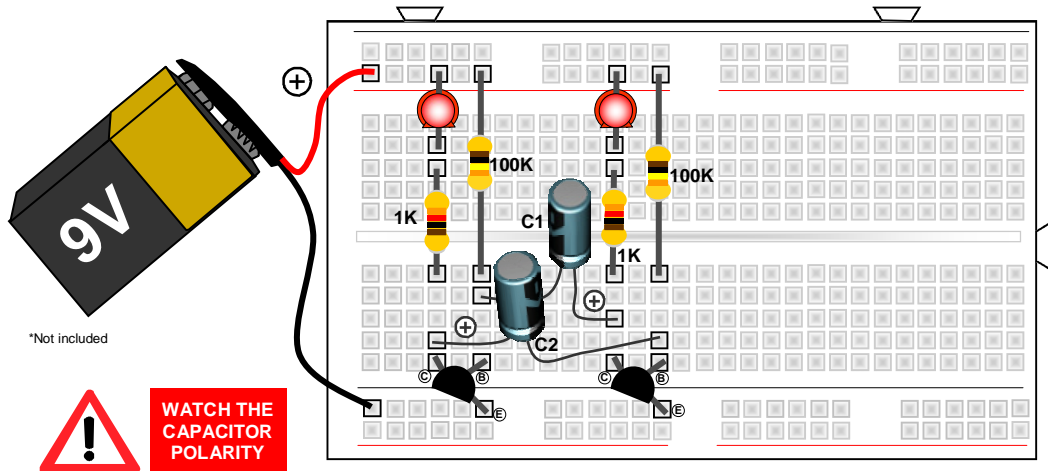 +
9V
*Not included
WATCH THE
CAPACITOR
POLARITY
!
100K
100K
1K
C1
1K
+
+
C2
C
B
E
C
B
E